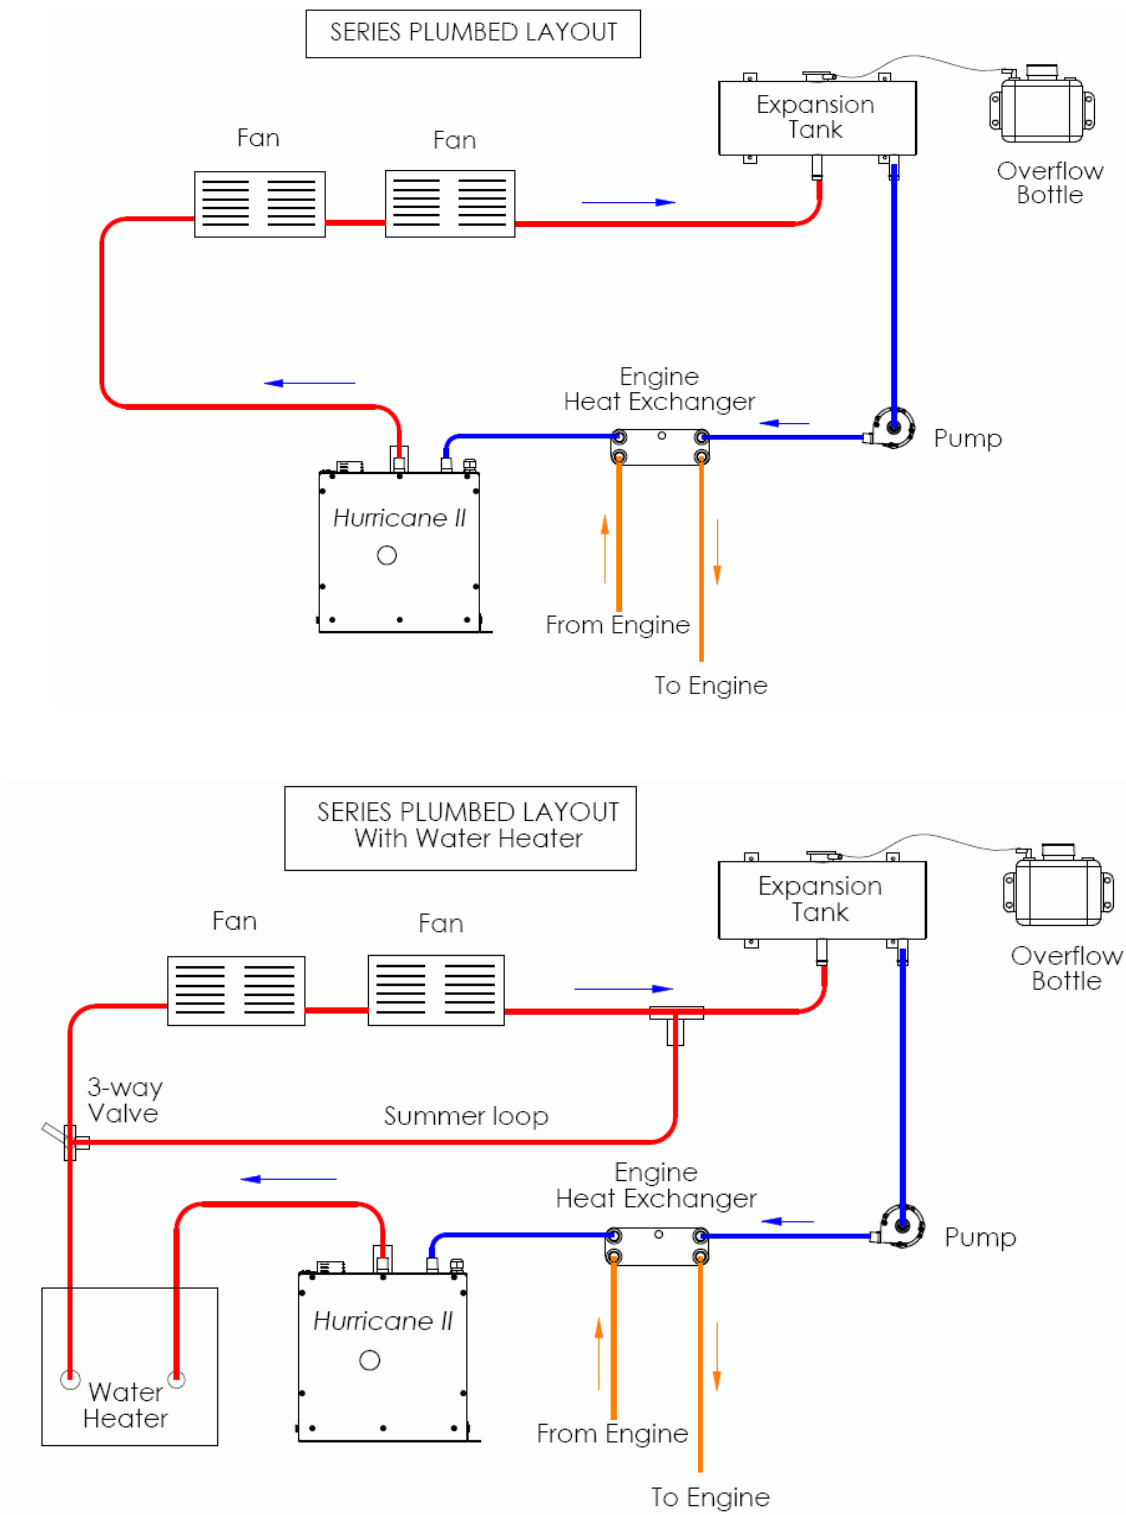 SERIES PLUMBED LAYOUT
Expansion
Tank
Fan
Fan
Overflow
Bottle
Engine
Heat Exchanger
Pump
Hurricane II
From Engine
To Engine
SERIES PLUMBED LAYOUT
With Water Heater
Expansion
Tank
Fan
Fan
Overflow
Bottle
3-way
Valve
Summer loop
Engine
Heat Exchanger
Pump
Hurricane II
Water
Heater
From Engine
To Engine